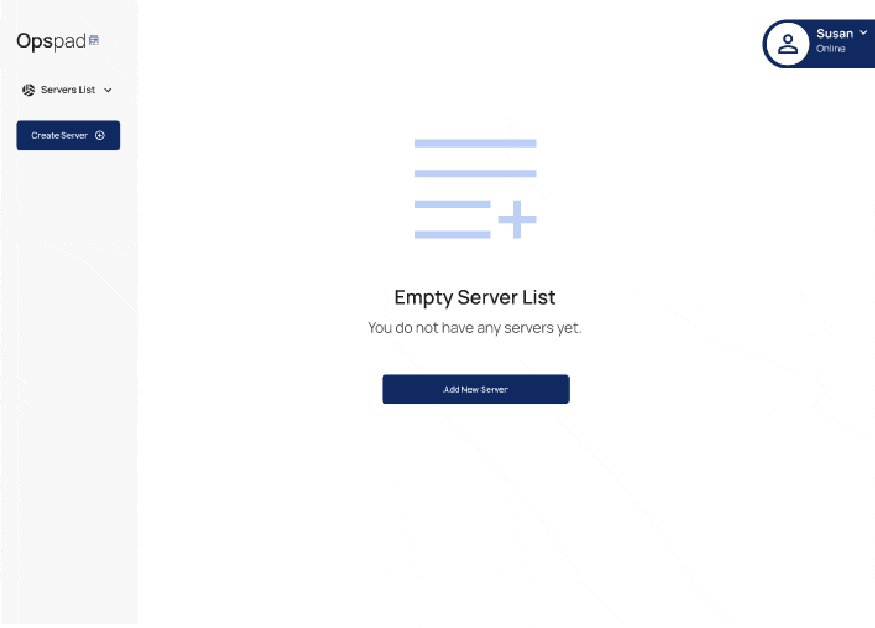 Opspad
Servers List
Create Server
Susan
Online
Empty Server List
You do not have any servers yet.
Add New Server